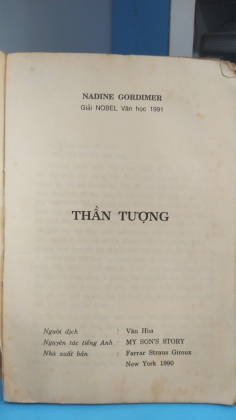 NADINE GORDIMER
Giải NOBEL Văn học 1991
THẦN TƯỢNG
Người dịch : Văn Hòa
Nguyên tác tiếng Anh : MY SON'S STORY
Nhà xuất bản : Farrar Straus Giroux
New York 1990